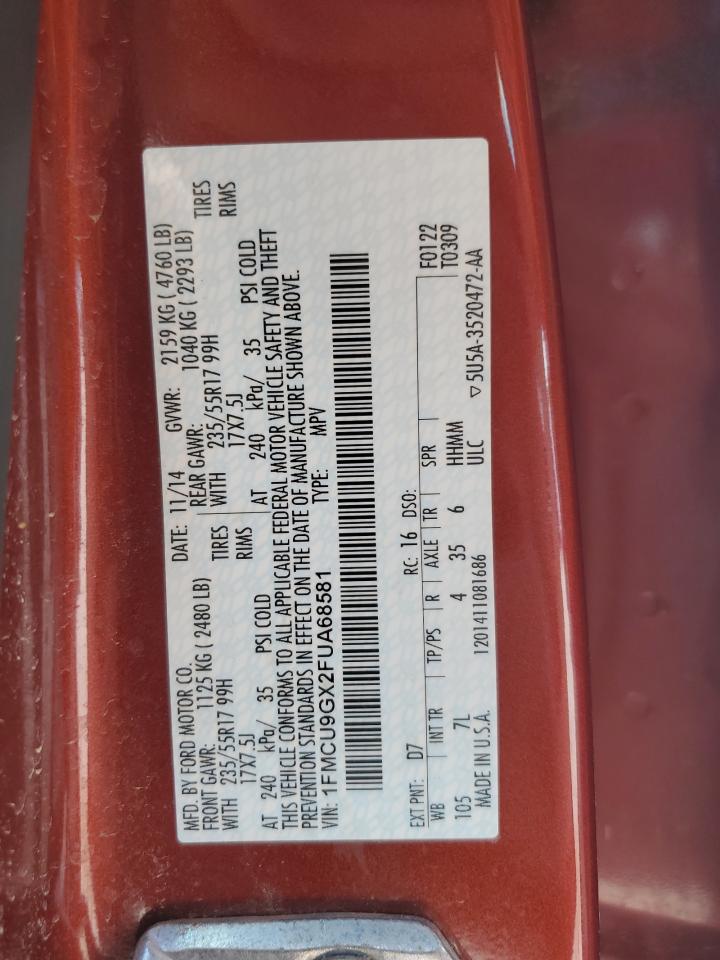 MFD. BY FORD MOTOR CO. DATE: 11/14 GVWR: 2159 KG ( 4760 LB)
FRONT GAWR: 1125 KG ( 2480 LB) REAR GAWR: 1040 KG ( 2293 LB)
WITH 235/55R17 99H TIRES WITH 235/55R17 99H TIRES
17X7.5J RIMS 17X7.5J RIMS
AT 240 kPa/ 35 PSI COLD AT 240 kPa/ 35 PSI COLD
THIS VEHICLE CONFORMS TO ALL APPLICABLE FEDERAL MOTOR VEHICLE SAFETY AND THEFT
PREVENTION STANDARDS IN EFFECT ON THE DATE OF MANUFACTURE SHOWN ABOVE.
VIN: 1FMCU9GX2FUA68581 TYPE: MPV
EXT PNT: D7 RC: 16 DSO: F0122
WB INT TR TP/PS R AXLE TR SPR T0309
105 7L 4 35 6 HHMM
MADE IN U.S.A. 1201411081686 ULC ▽ 5U5A-3520472-AA